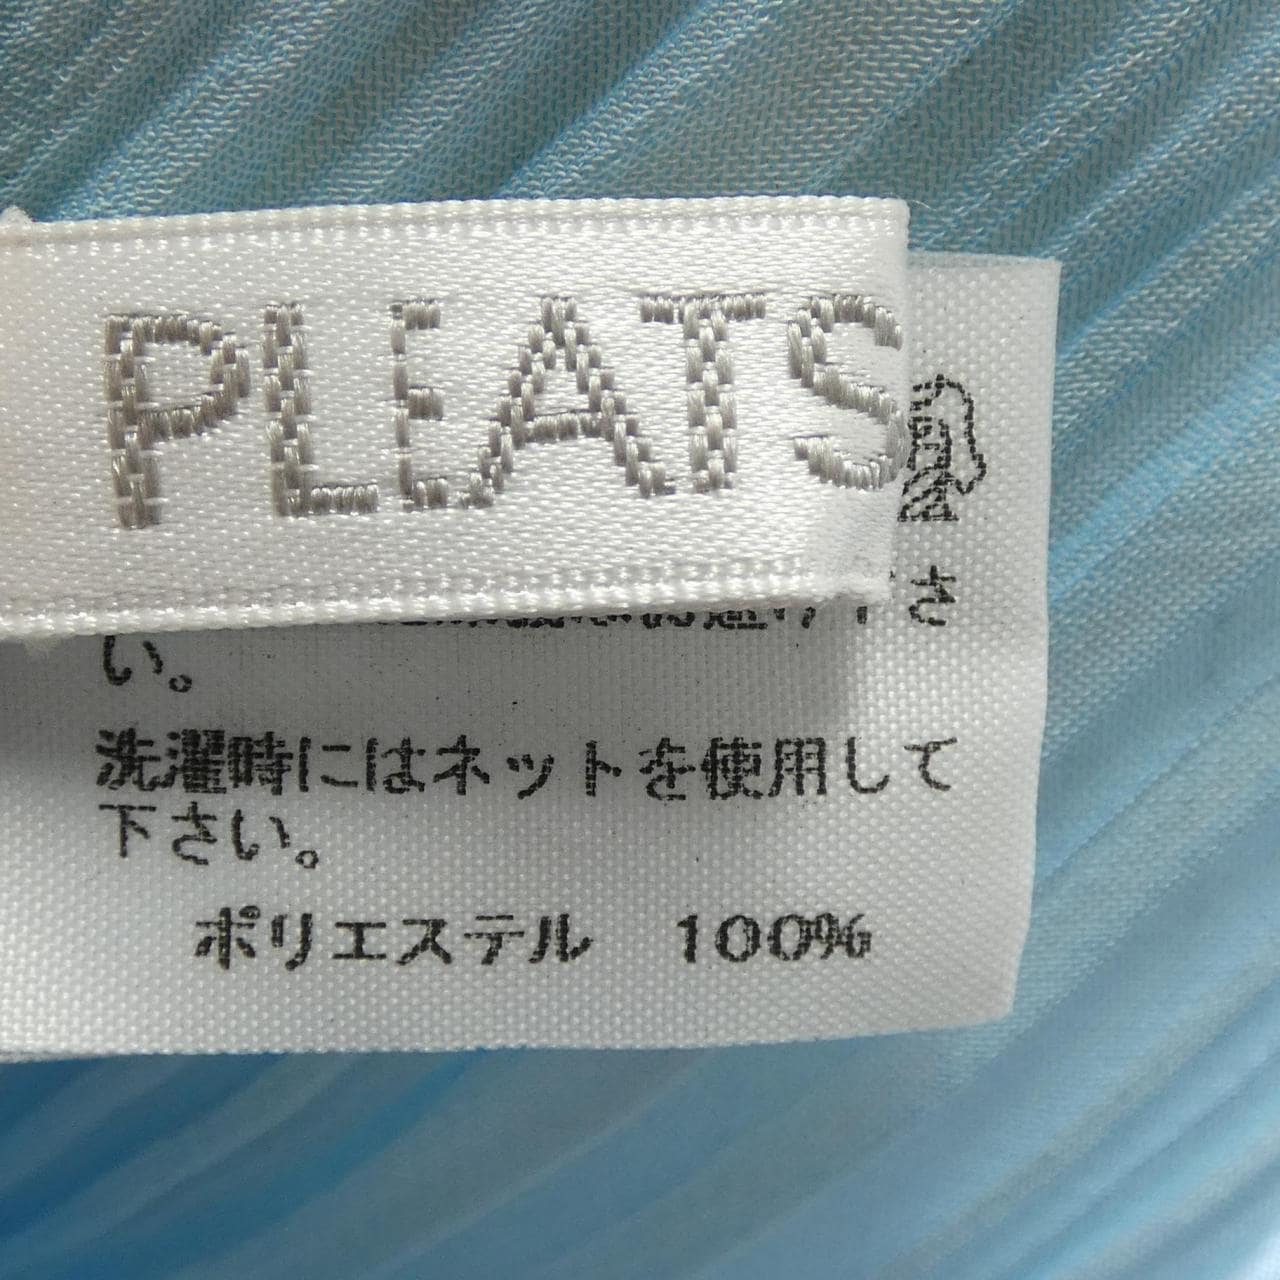 PLEATS
さ
い。
洗濯時にはネットを使用して
下さい。
ポリエステル 100%